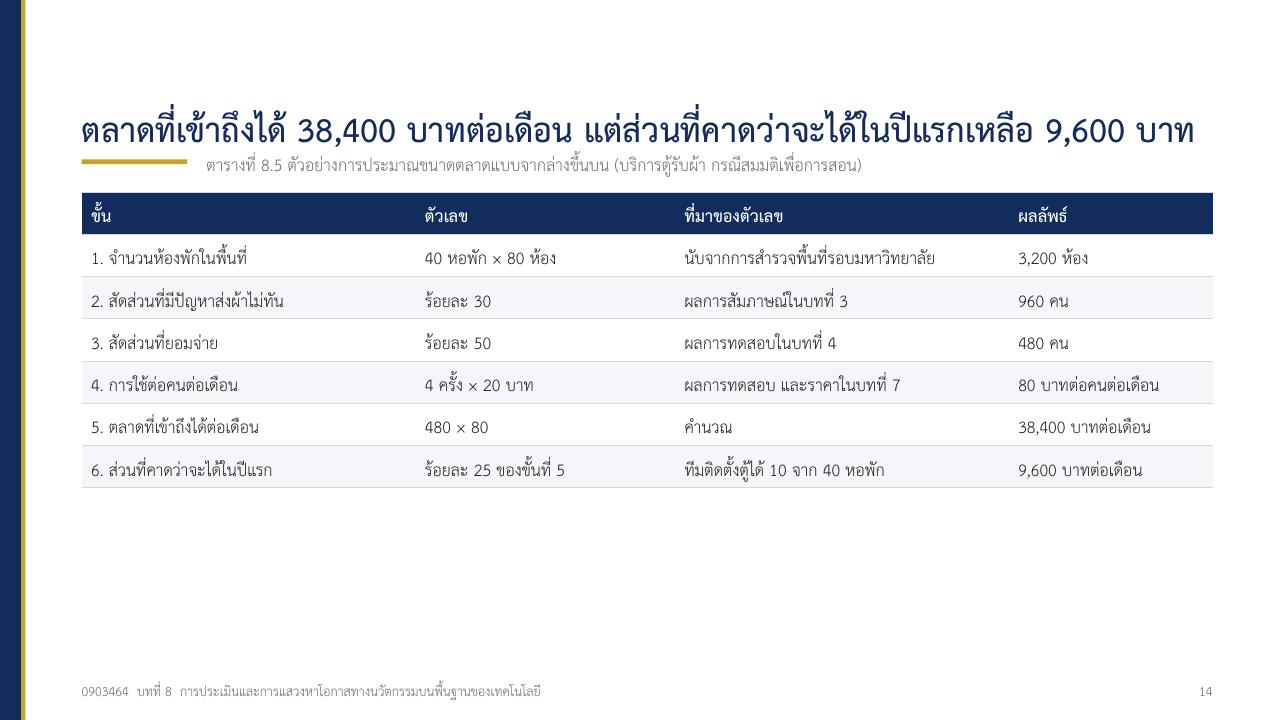 ตลาดที่เข้าถึงได้ 38,400 บาทต่อเดือน แต่ส่วนที่คาดว่าจะได้ในปีแรกเหลือ 9,600 บาท
ตารางที่ 8.5 ตัวอย่างการประมาณขนาดตลาดแบบจากล่างขึ้นบน (บริการตู้รับผ้า กรณีสมมติเพื่อการสอน)
ขั้น ตัวเลข ที่มาของตัวเลข ผลลัพธ์
1. จำนวนห้องพักในพื้นที่ 40 หอพัก × 80 ห้อง นับจากการสำรวจพื้นที่รอบมหาวิทยาลัย 3,200 ห้อง
2. สัดส่วนที่มีปัญหาส่งผ้าไม่ทัน ร้อยละ 30 ผลการสัมภาษณ์ในบทที่ 3 960 คน
3. สัดส่วนที่ยอมจ่าย ร้อยละ 50 ผลการทดสอบในบทที่ 4 480 คน
4. การใช้ต่อคนต่อเดือน 4 ครั้ง × 20 บาท ผลการทดสอบ และราคาในบทที่ 7 80 บาทต่อคนต่อเดือน
5. ตลาดที่เข้าถึงได้ต่อเดือน 480 × 80 คำนวณ 38,400 บาทต่อเดือน
6. ส่วนที่คาดว่าจะได้ในปีแรก ร้อยละ 25 ของขั้นที่ 5 ทีมติดตั้งตู้ได้ 10 จาก 40 หอพัก 9,600 บาทต่อเดือน
0903464 บทที่ 8 การประเมินและการแสวงหาโอกาสทางนวัตกรรมบนพื้นฐานของเทคโนโลยี 14